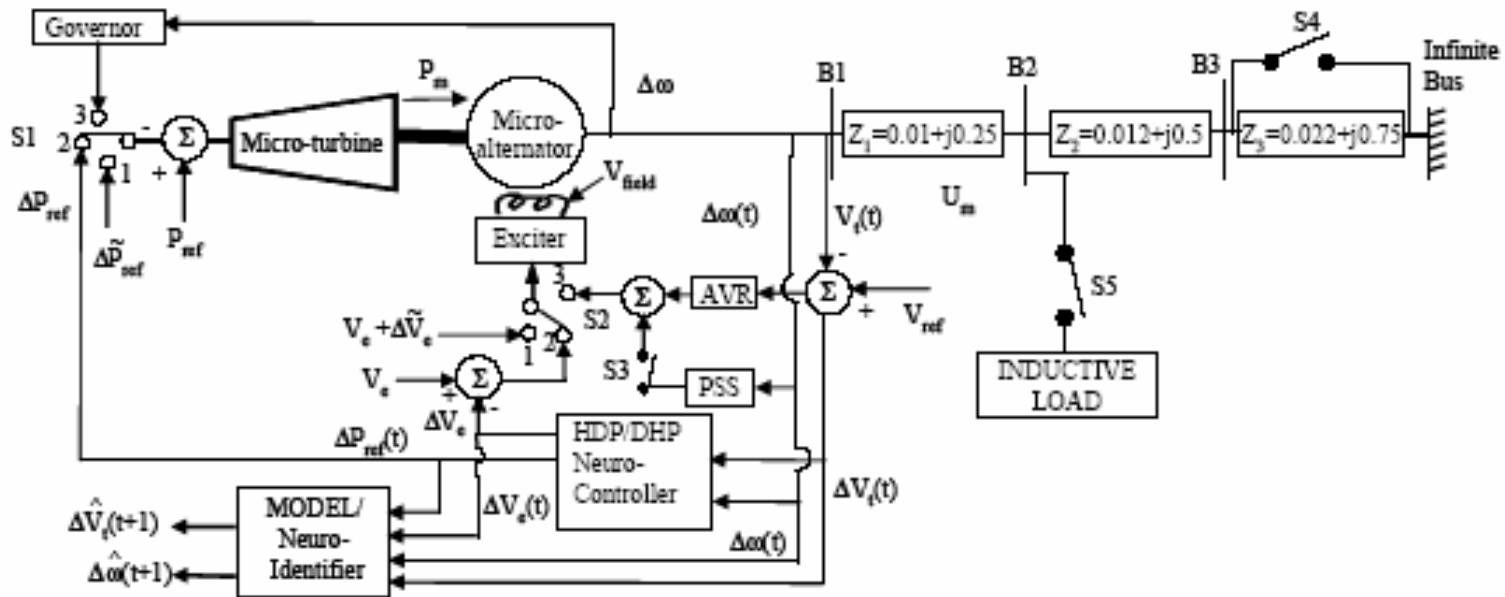 Governor
S4
Infinite
Bus
P_m
Δω
B1
B2
B3
3
S1
2
1
-
Σ
+
Micro-turbine
Micro-
alternator
Z_1=0.01+j0.25
Z_2=0.012+j0.5
Z_3=0.022+j0.75
ΔP_ref
ΔP̃_ref
P_ref
V_field
Exciter
Δω(t)
V_t(t)
U_m
3
S2
Σ
AVR
-
Σ
+
V_ref
S5
V_e +ΔṼ_e
1
2
S3
PSS
INDUCTIVE
LOAD
V_e
+
Σ
-
ΔV_e
ΔP_ref(t)
HDP/DHP
Neuro-
Controller
ΔV_t(t)
ΔV_e(t)
Δω(t)
MODEL/
Neuro-
Identifier
ΔV̂_t(t+1)
Δω̂(t+1)